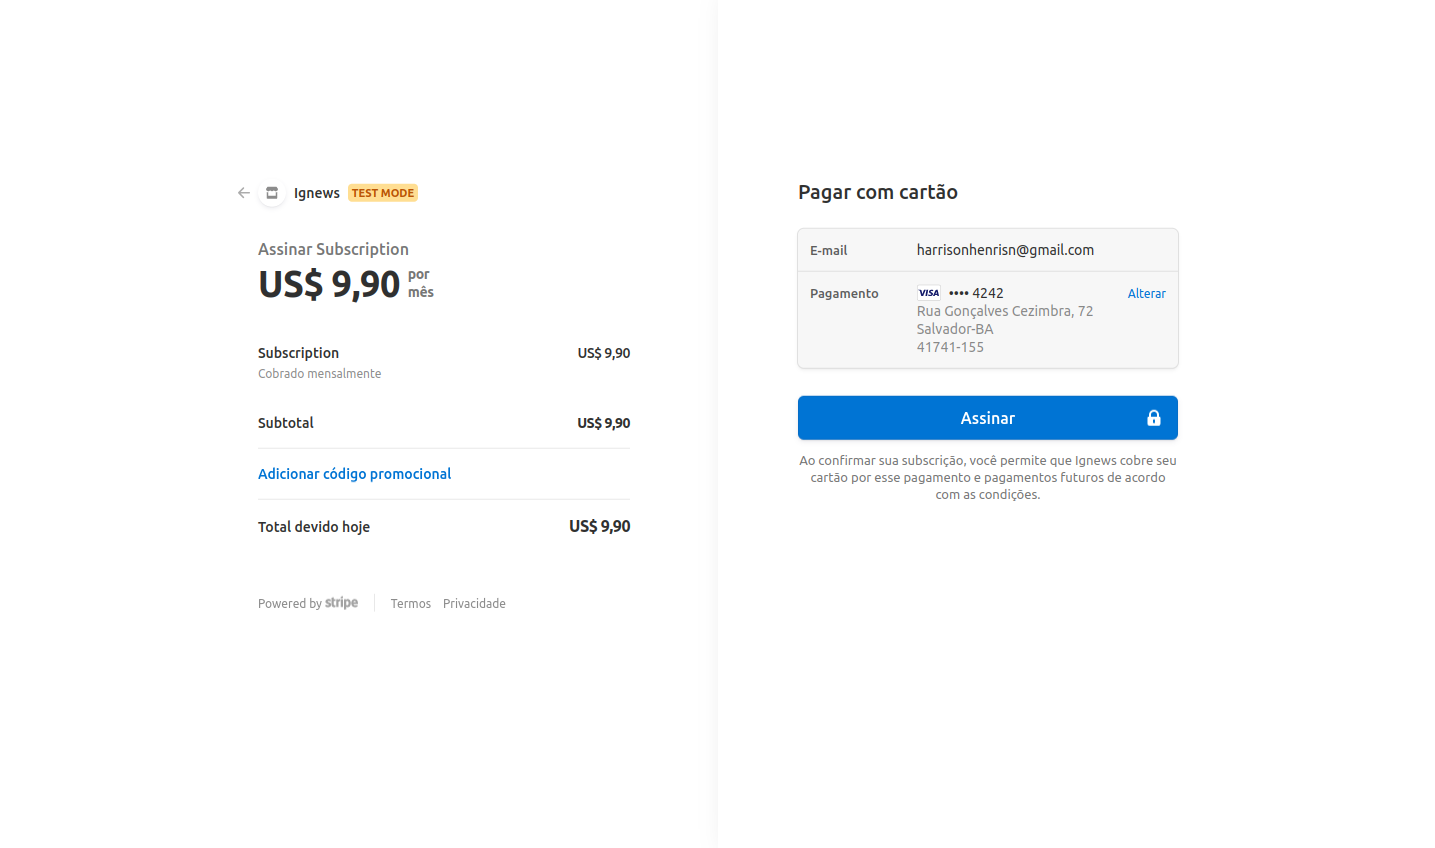 Ignews TEST MODE
Assinar Subscription
US$ 9,90 por
mês
Subscription US$ 9,90
Cobrado mensalmente
Subtotal US$ 9,90
Adicionar código promocional
Total devido hoje US$ 9,90
Powered by stripe Termos Privacidade
Pagar com cartão
E-mail harrisonhenrisn@gmail.com
Pagamento VISA •••• 4242 Alterar
Rua Gonçalves Cezimbra, 72
Salvador-BA
41741-155
Assinar
Ao confirmar sua subscrição, você permite que Ignews cobre seu
cartão por esse pagamento e pagamentos futuros de acordo
com as condições.